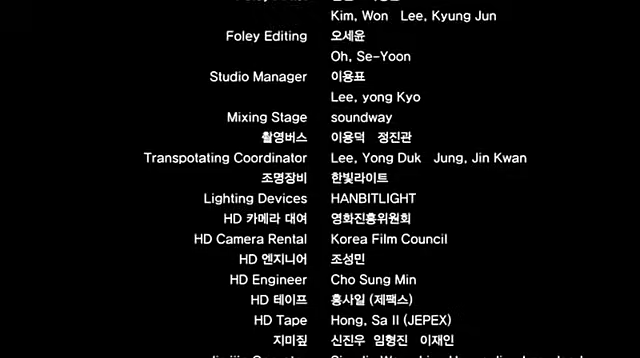 Kim, Won Lee, Kyung Jun
Foley Editing 오세윤
Oh, Se-Yoon
Studio Manager 이용표
Lee, yong Kyo
Mixing Stage soundway
촬영버스 이용덕 정진관
Transpotating Coordinator Lee, Yong Duk Jung, Jin Kwan
조명장비 한빛라이트
Lighting Devices HANBITLIGHT
HD 카메라 대여 영화진흥위원회
HD Camera Rental Korea Film Council
HD 엔지니어 조성민
HD Engineer Cho Sung Min
HD 테이프 홍사일 (제팩스)
HD Tape Hong, Sa Il (JEPEX)
지미짚 신진우 임형진 이재인